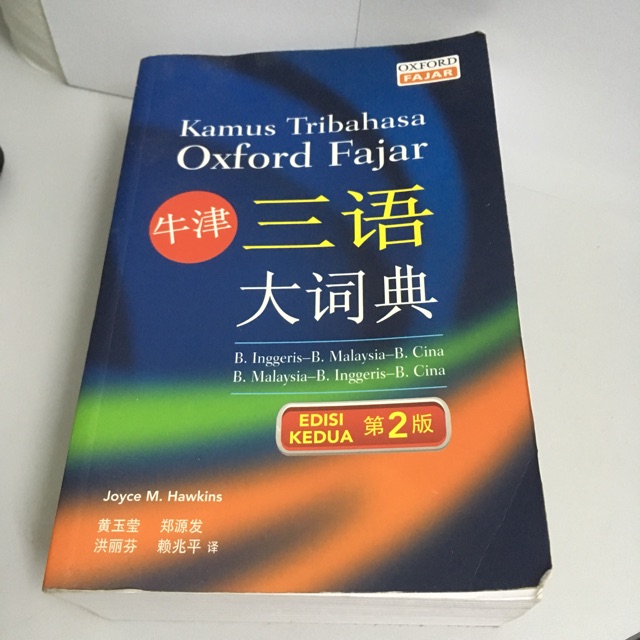 OXFORD
FAJAR
Kamus Tribahasa
Oxford Fajar
牛津 三语
大词典
B. Inggeris–B. Malaysia–B. Cina
B. Malaysia–B. Inggeris–B. Cina
EDISI
KEDUA 第2版
Joyce M. Hawkins
黄玉莹 郑源发
洪丽芬 赖兆平 译